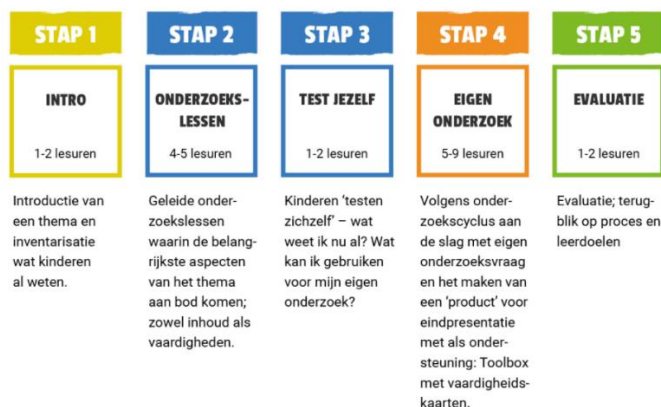 STAP 1
INTRO
1-2 lesuren
Introductie van
een thema en
inventarisatie
wat kinderen
al weten.
STAP 2
ONDERZOEKS-
LESSEN
4-5 lesuren
Geleide onder-
zoekslessen
waarin de belang-
rijkste aspecten
van het thema
aan bod komen;
zowel inhoud als
vaardigheden.
STAP 3
TEST JEZELF
1-2 lesuren
Kinderen ‘testen
zichzelf’ – wat
weet ik nu al? Wat
kan ik gebruiken
voor mijn eigen
onderzoek?
STAP 4
EIGEN
ONDERZOEK
5-9 lesuren
Volgens onder-
zoekscyclus aan
de slag met eigen
onderzoeksvraag
en het maken van
een ‘product’ voor
eindpresentatie
met als onder-
steuning: Toolbox
met vaardigheids-
kaarten.
STAP 5
EVALUATIE
1-2 lesuren
Evaluatie; terug-
blik op proces en
leerdoelen